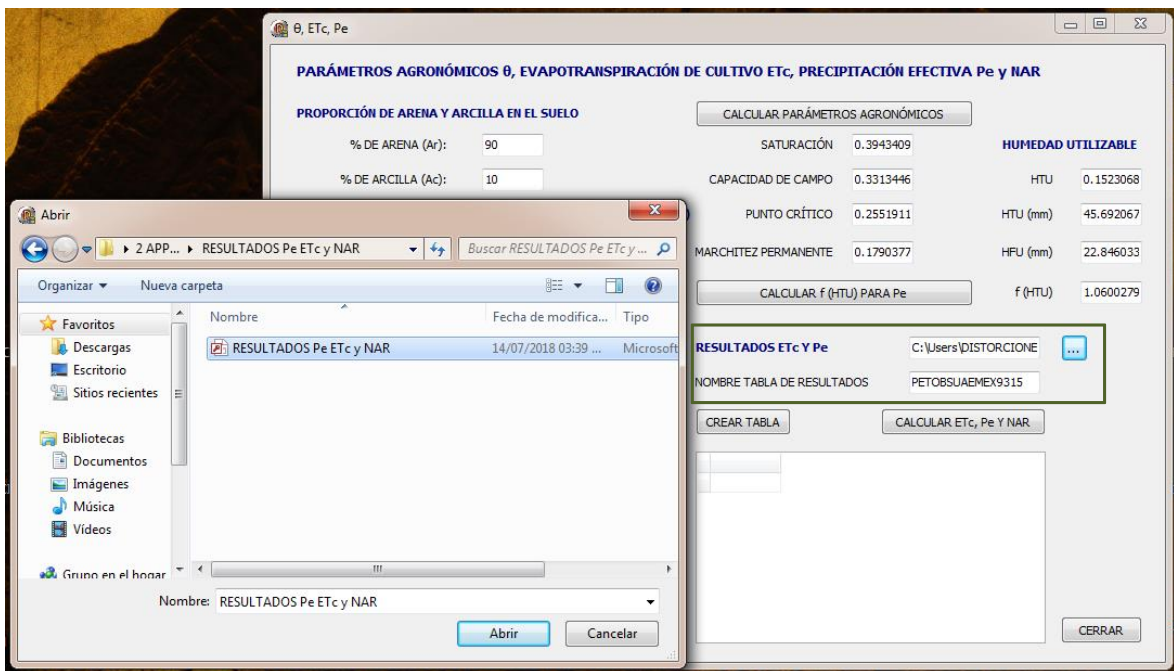 θ, ETc, Pe
PARÁMETROS AGRONÓMICOS θ, EVAPOTRANSPIRACIÓN DE CULTIVO ETc, PRECIPITACIÓN EFECTIVA Pe y NAR
PROPORCIÓN DE ARENA Y ARCILLA EN EL SUELO
CALCULAR PARÁMETROS AGRONÓMICOS
% DE ARENA (Ar): 90
SATURACIÓN 0.3943409
HUMEDAD UTILIZABLE
% DE ARCILLA (Ac): 10
CAPACIDAD DE CAMPO 0.3313446
HTU 0.1523068
PUNTO CRÍTICO 0.2551911
HTU (mm) 45.692067
MARCHITEZ PERMANENTE 0.1790377
HFU (mm) 22.846033
CALCULAR f (HTU) PARA Pe
f (HTU) 1.0600279
RESULTADOS ETc Y Pe C:\Users\DISTORCIONE ...
NOMBRE TABLA DE RESULTADOS PETOBSUAEMEX9315
CREAR TABLA
CALCULAR ETc, Pe Y NAR
CERRAR
Abrir
2 APP... RESULTADOS Pe ETc y NAR
Buscar RESULTADOS Pe ETc y ...
Organizar Nueva carpeta
Favoritos
Descargas
Escritorio
Sitios recientes
Bibliotecas
Documentos
Imágenes
Música
Vídeos
Grupo en el hogar
Nombre Fecha de modifica... Tipo
RESULTADOS Pe ETc y NAR 14/07/2018 03:39 ... Microsoft
Nombre: RESULTADOS Pe ETc y NAR
Abrir Cancelar